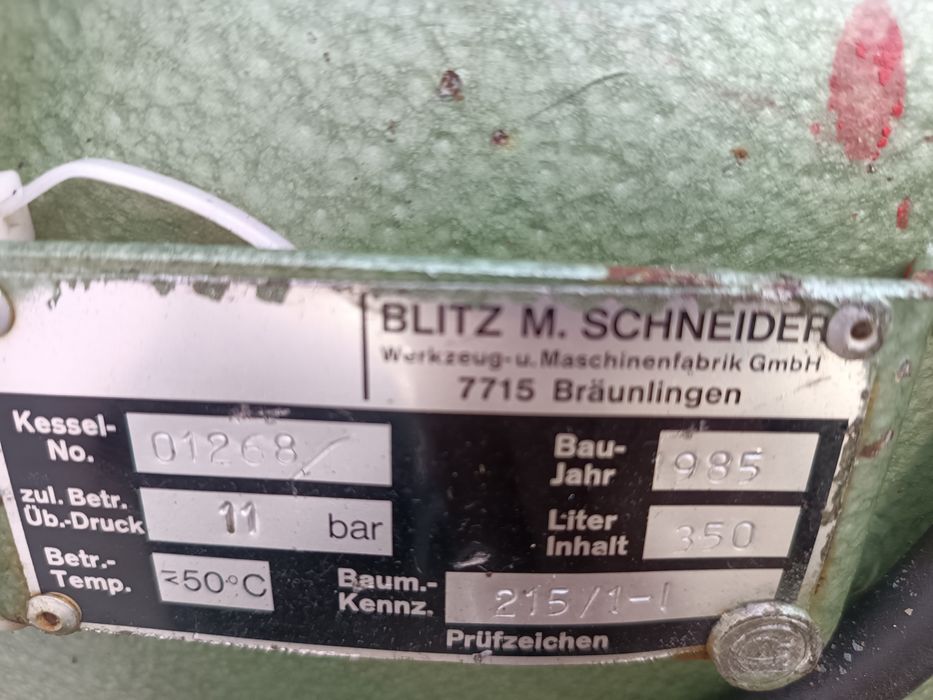 BLITZ M. SCHNEIDER
Werkzeug-u. Maschinenfabrik GmbH
7715 Bräunlingen
Kessel-
No.
01268/
Bau-
Jahr
985
zul. Betr.
Üb.-Druck
11 bar
Liter
Inhalt
350
Betr.-
Temp.
≤50°C
Baum.-
Kennz.
215/1-1
Prüfzeichen